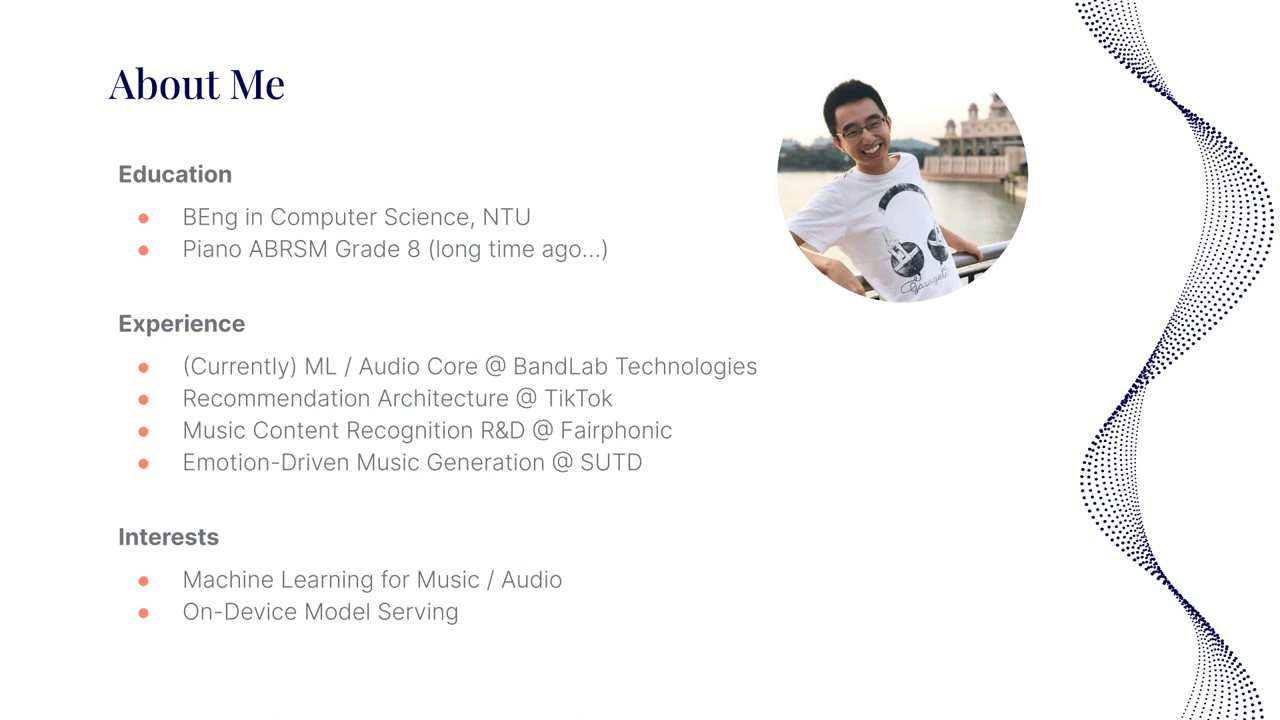 About Me
Education
● BEng in Computer Science, NTU
● Piano ABRSM Grade 8 (long time ago...)
Experience
● (Currently) ML / Audio Core @ BandLab Technologies
● Recommendation Architecture @ TikTok
● Music Content Recognition R&D @ Fairphonic
● Emotion-Driven Music Generation @ SUTD
Interests
● Machine Learning for Music / Audio
● On-Device Model Serving